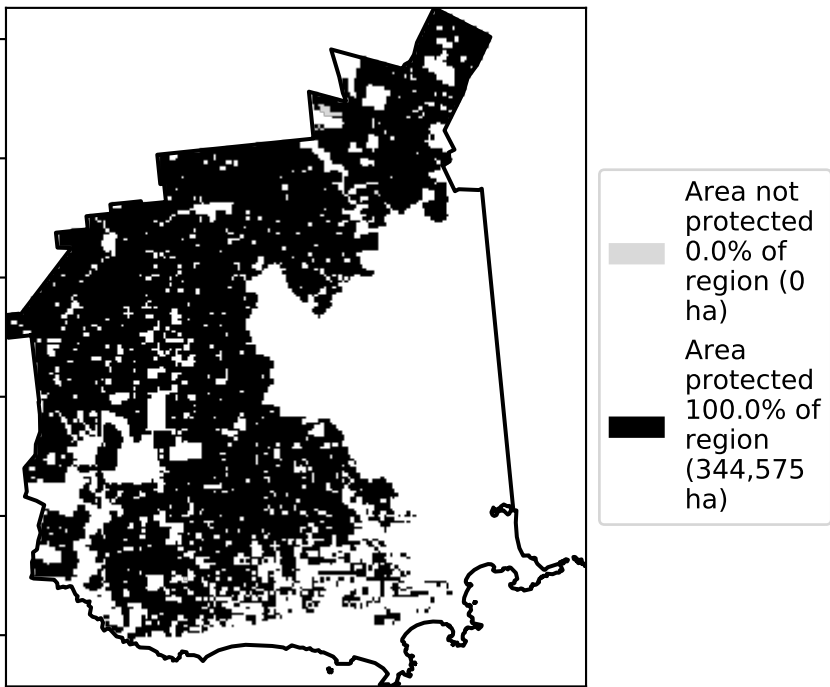 Area not
protected
0.0% of
region (0
ha)
Area
protected
100.0% of
region
(344,575
ha)